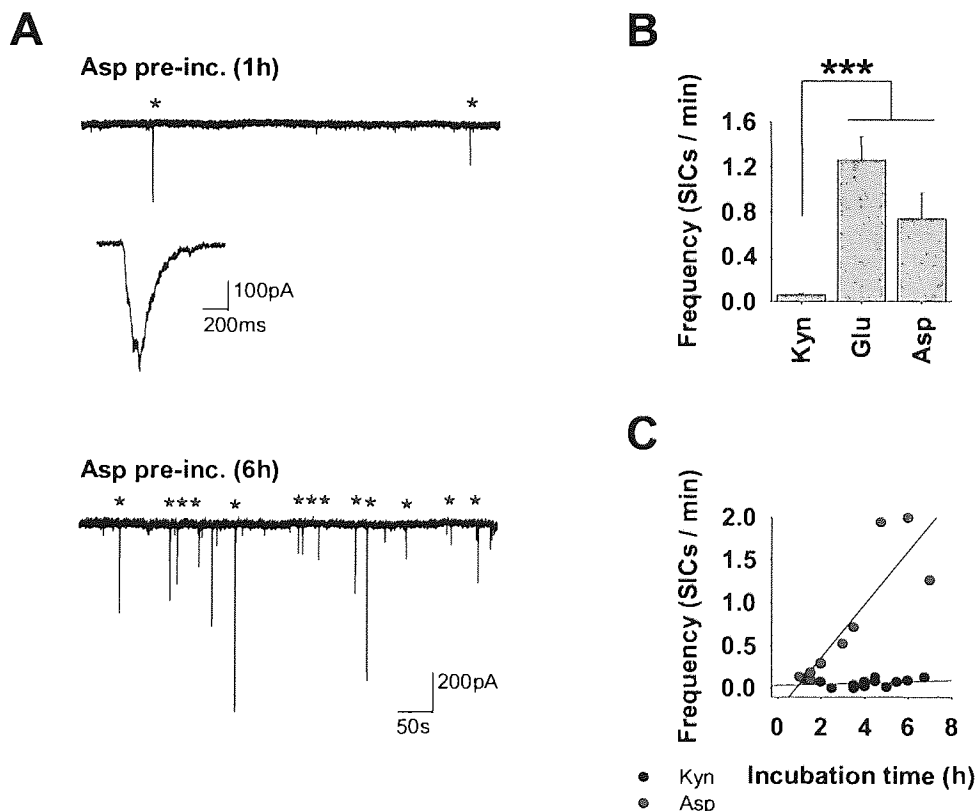 A
Asp pre-inc. (1h)
* *
100pA
200ms
Asp pre-inc. (6h)
* *** * *** ** * * *
200pA
50s
B
***
Frequency (SICs / min)
1.6
1.2
0.8
0.4
0.0
Kyn
Glu
Asp
C
Frequency (SICs / min)
2.0
1.5
1.0
0.5
0.0
0 2 4 6 8
Incubation time (h)
Kyn
Asp